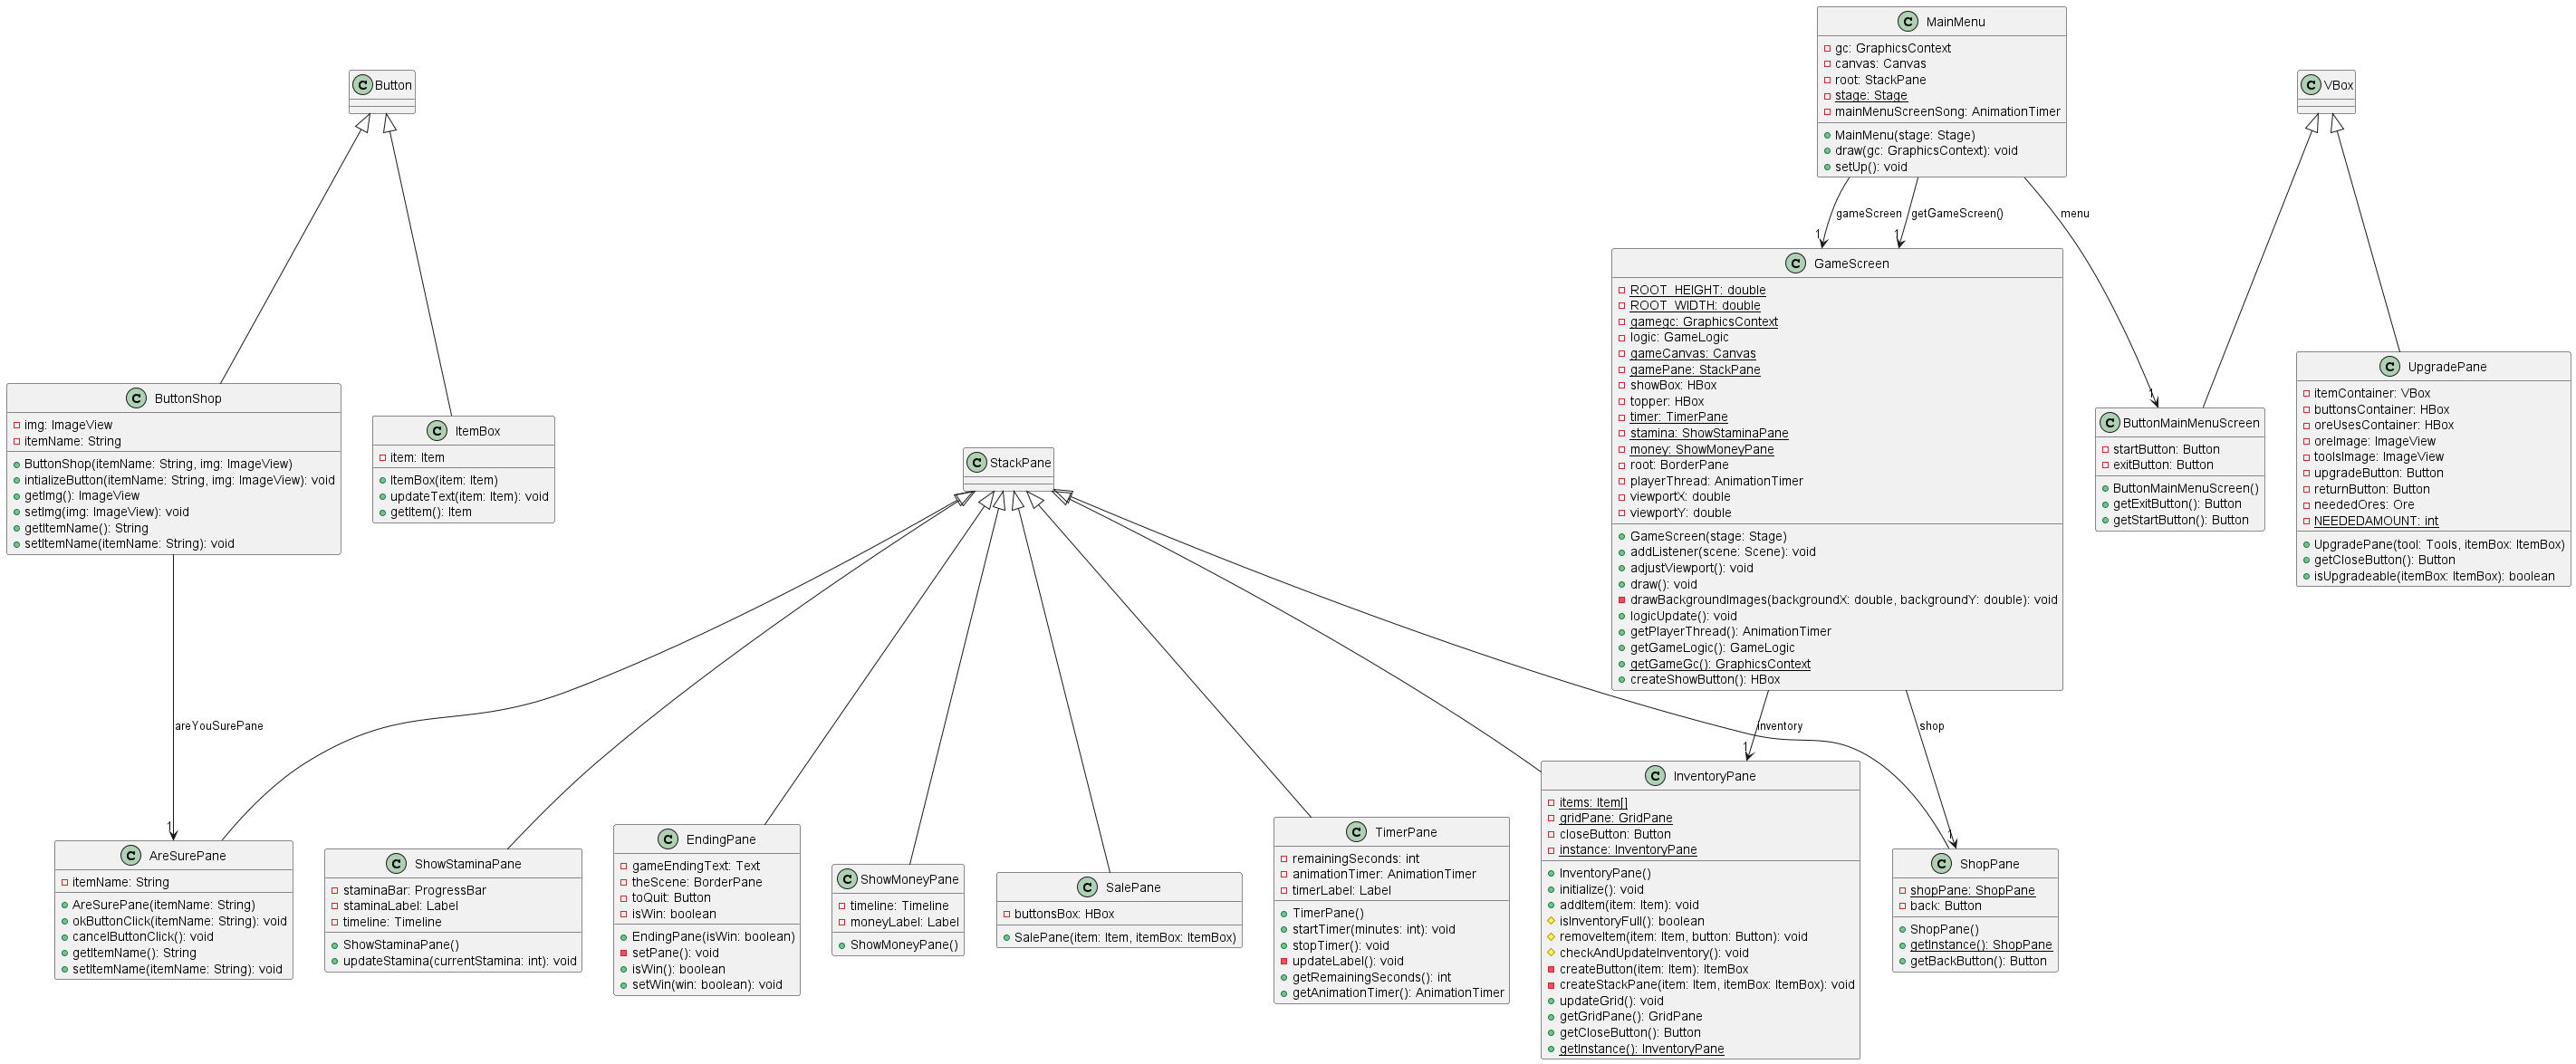 C MainMenu
gc: GraphicsContext
canvas: Canvas
root: StackPane
stage: Stage
mainMenuScreenSong: AnimationTimer
MainMenu(stage: Stage)
draw(gc: GraphicsContext): void
setUp(): void
C Button
C VBox
gameScreen
getGameScreen()
menu
1
1
1
C GameScreen
ROOT_HEIGHT: double
ROOT_WIDTH: double
gamegc: GraphicsContext
logic: GameLogic
gameCanvas: Canvas
gamePane: StackPane
showBox: HBox
topper: HBox
timer: TimerPane
stamina: ShowStaminaPane
money: ShowMoneyPane
root: BorderPane
playerThread: AnimationTimer
viewportX: double
viewportY: double
GameScreen(stage: Stage)
addListener(scene: Scene): void
adjustViewport(): void
draw(): void
drawBackgroundImages(backgroundX: double, backgroundY: double): void
logicUpdate(): void
getPlayerThread(): AnimationTimer
getGameLogic(): GameLogic
getGameGc(): GraphicsContext
createShowButton(): HBox
C UpgradePane
itemContainer: VBox
buttonsContainer: HBox
oreUsesContainer: HBox
oreImage: ImageView
toolsImage: ImageView
upgradeButton: Button
returnButton: Button
neededOres: Ore
NEEDEDAMOUNT: int
UpgradePane(tool: Tools, itemBox: ItemBox)
getCloseButton(): Button
isUpgradeable(itemBox: ItemBox): boolean
C ButtonShop
img: ImageView
itemName: String
ButtonShop(itemName: String, img: ImageView)
intializeButton(itemName: String, img: ImageView): void
getImg(): ImageView
setImg(img: ImageView): void
getItemName(): String
setItemName(itemName: String): void
C ItemBox
item: Item
ItemBox(item: Item)
updateText(item: Item): void
getItem(): Item
C ButtonMainMenuScreen
startButton: Button
exitButton: Button
ButtonMainMenuScreen()
getExitButton(): Button
getStartButton(): Button
C StackPane
areYouSurePane
inventory
shop
1
1
1
C AreSurePane
itemName: String
AreSurePane(itemName: String)
okButtonClick(itemName: String): void
cancelButtonClick(): void
getItemName(): String
setItemName(itemName: String): void
C ShowStaminaPane
staminaBar: ProgressBar
staminaLabel: Label
timeline: Timeline
ShowStaminaPane()
updateStamina(currentStamina: int): void
C EndingPane
gameEndingText: Text
theScene: BorderPane
toQuit: Button
isWin: boolean
EndingPane(isWin: boolean)
setPane(): void
isWin(): boolean
setWin(win: boolean): void
C ShowMoneyPane
timeline: Timeline
moneyLabel: Label
ShowMoneyPane()
C SalePane
buttonsBox: HBox
SalePane(item: Item, itemBox: ItemBox)
C TimerPane
remainingSeconds: int
animationTimer: AnimationTimer
timerLabel: Label
TimerPane()
startTimer(minutes: int): void
stopTimer(): void
updateLabel(): void
getRemainingSeconds(): int
getAnimationTimer(): AnimationTimer
C InventoryPane
items: Item[]
gridPane: GridPane
closeButton: Button
instance: InventoryPane
InventoryPane()
initialize(): void
addItem(item: Item): void
isInventoryFull(): boolean
removeItem(item: Item, button: Button): void
checkAndUpdateInventory(): void
createButton(item: Item): ItemBox
createStackPane(item: Item, itemBox: ItemBox): void
updateGrid(): void
getGridPane(): GridPane
getCloseButton(): Button
getInstance(): InventoryPane
C ShopPane
shopPane: ShopPane
back: Button
ShopPane()
getInstance(): ShopPane
getBackButton(): Button